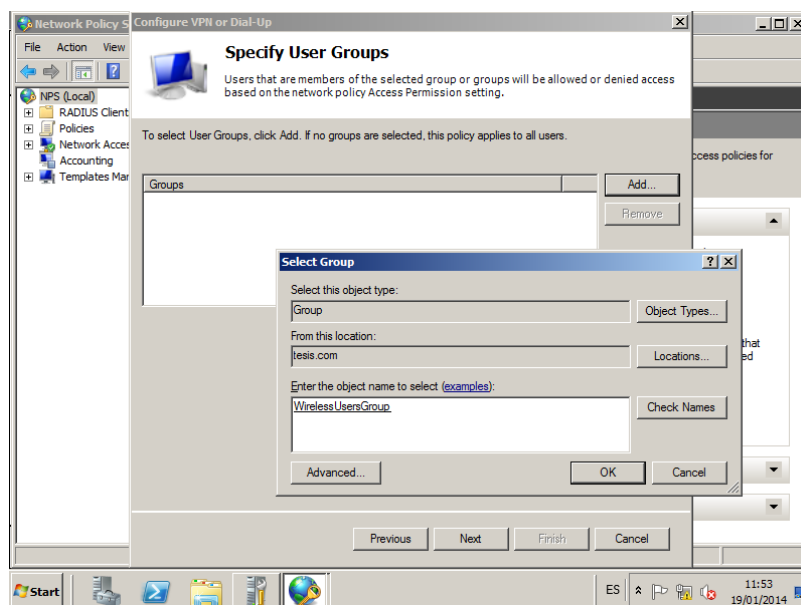 Network Policy S
Configure VPN or Dial-Up
File Action View
Specify User Groups
Users that are members of the selected group or groups will be allowed or denied access
based on the network policy Access Permission setting.
NPS (Local)
RADIUS Client
Policies
Network Acces
Accounting
Templates Mar
To select User Groups, click Add. If no groups are selected, this policy applies to all users.
ccess policies for
Groups
Add...
Remove
Select Group
Select this object type:
Group
Object Types...
From this location:
tesis.com
Locations...
that
ed
Enter the object name to select (examples):
WirelessUsersGroup
Check Names
Advanced...
OK
Cancel
Previous
Next
Finish
Cancel
Start
ES
11:53
19/01/2014